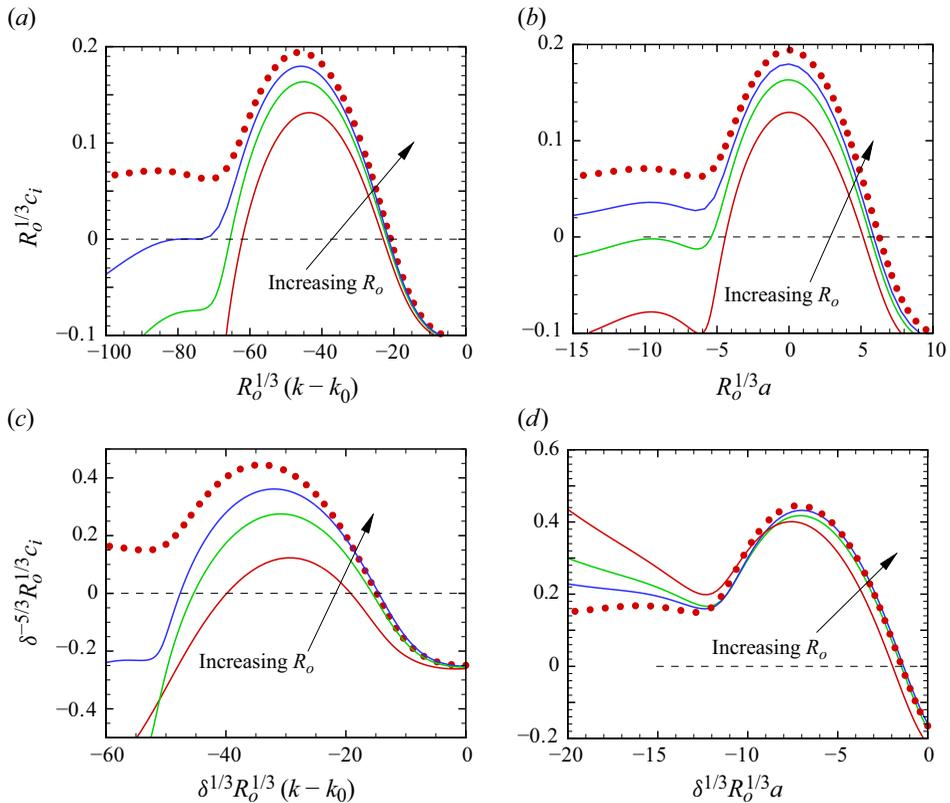 (a)
0.2
0.1
0
−0.1
R_o^{1/3}c_i
Increasing R_o
−100 −80 −60 −40 −20 0
R_o^{1/3} (k − k_0)
(b)
0.2
0.1
0
−0.1
Increasing R_o
−15 −10 −5 0 5 10
R_o^{1/3}a
(c)
0.4
0.2
0
−0.2
−0.4
δ^{−5/3}R_o^{1/3}c_i
Increasing R_o
−60 −40 −20 0
δ^{1/3}R_o^{1/3} (k − k_0)
(d)
0.6
0.4
0.2
0
−0.2
Increasing R_o
−20 −15 −10 −5 0
δ^{1/3}R_o^{1/3}a